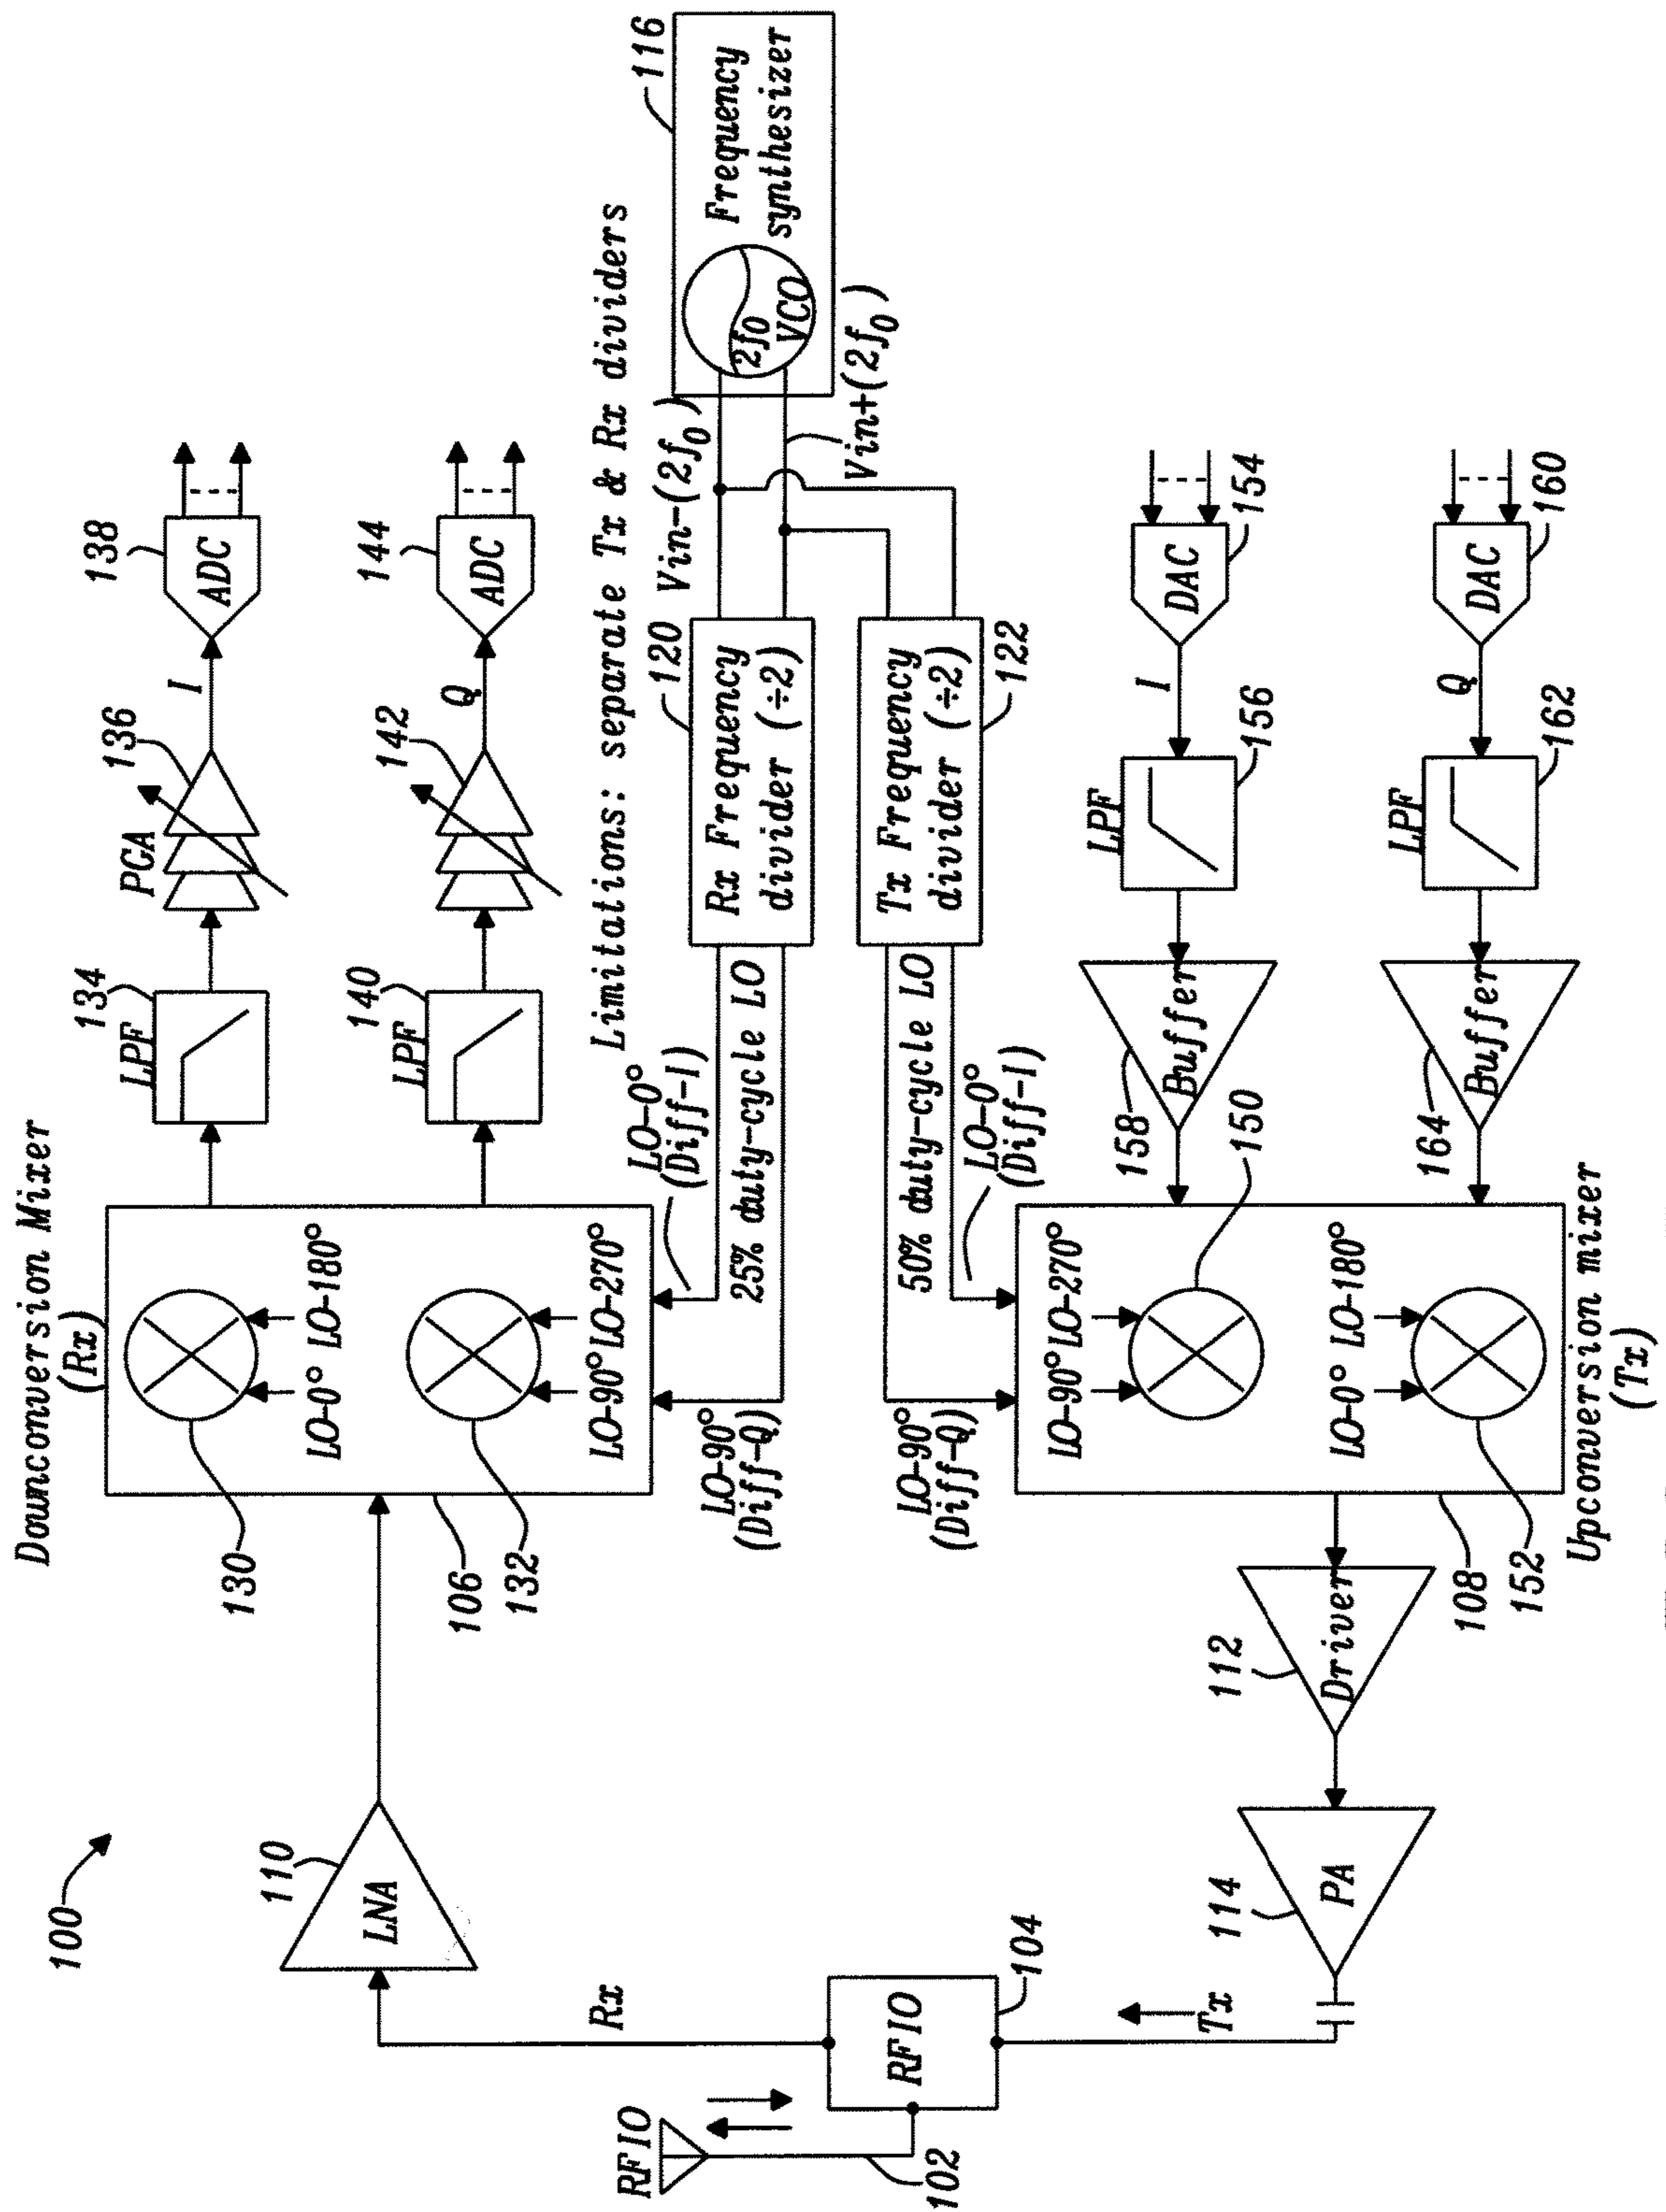 100
Downconversion Mixer
(Rx)
130
LO-0° LO-180°
106
132
LO-90° LO-270°
134
LPF
PGA
136
I
138
ADC
140
LPF
142
Q
144
ADC
110
LNA
Rx
RFIO
102
RFIO
104
Tx
Limitations: separate Tx & Rx dividers
LO-0°
(Diff-I)
25% duty-cycle LO
LO-90°
(Diff-Q)
120
Rx Frequency
divider (÷2)
Vin-(2f0)
Vin+(2f0)
116
2f0
VCO
Frequency
synthesizer
50% duty-cycle LO
LO-0°
(Diff-I)
LO-90°
(Diff-Q)
Tx Frequency
divider (÷2)
122
114
PA
112
Driver
LO-90° LO-270°
150
LO-0° LO-180°
108
152
Upconversion mixer
(Tx)
158
Buffer
LPF
156
I
DAC
154
164
Buffer
LPF
162
Q
DAC
160